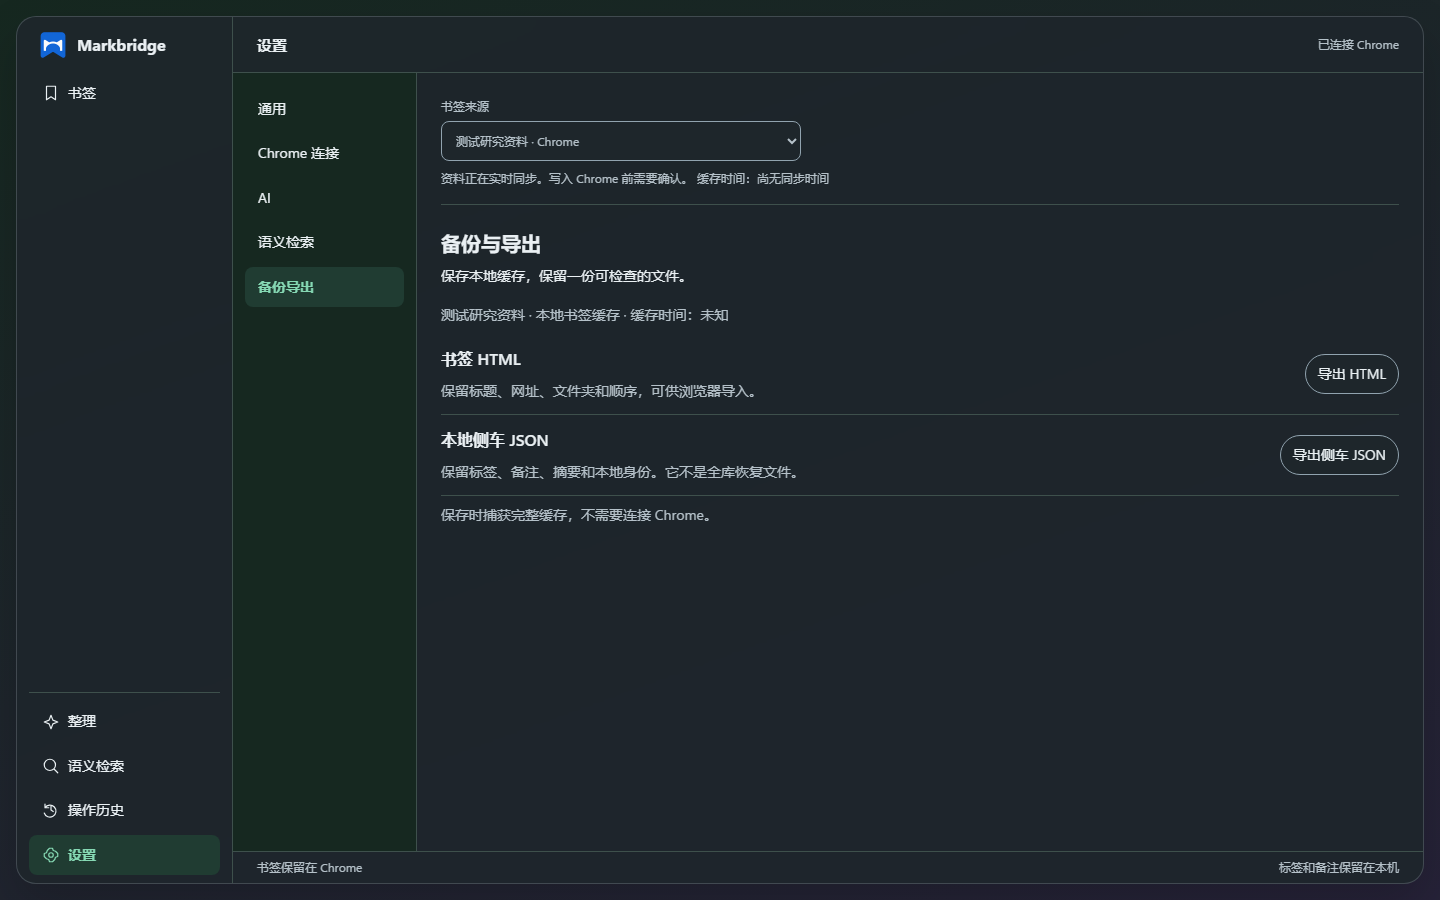 Markbridge
书签
整理
语义检索
操作历史
设置
设置
已连接 Chrome
通用
Chrome 连接
AI
语义检索
备份导出
书签来源
测试研究资料 · Chrome
资料正在实时同步。写入 Chrome 前需要确认。 缓存时间：尚无同步时间
备份与导出
保存本地缓存，保留一份可检查的文件。
测试研究资料 · 本地书签缓存 · 缓存时间：未知
书签 HTML
保留标题、网址、文件夹和顺序，可供浏览器导入。
导出 HTML
本地侧车 JSON
保留标签、备注、摘要和本地身份。它不是全库恢复文件。
导出侧车 JSON
保存时捕获完整缓存，不需要连接 Chrome。
书签保留在 Chrome
标签和备注保留在本机